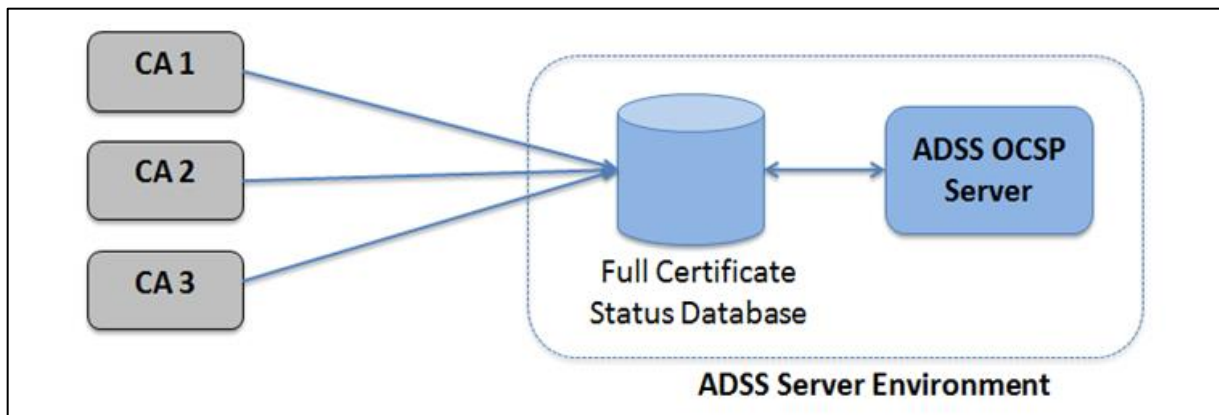 CA 1
CA 2
CA 3
ADSS OCSP
Server
Full Certificate
Status Database
ADSS Server Environment